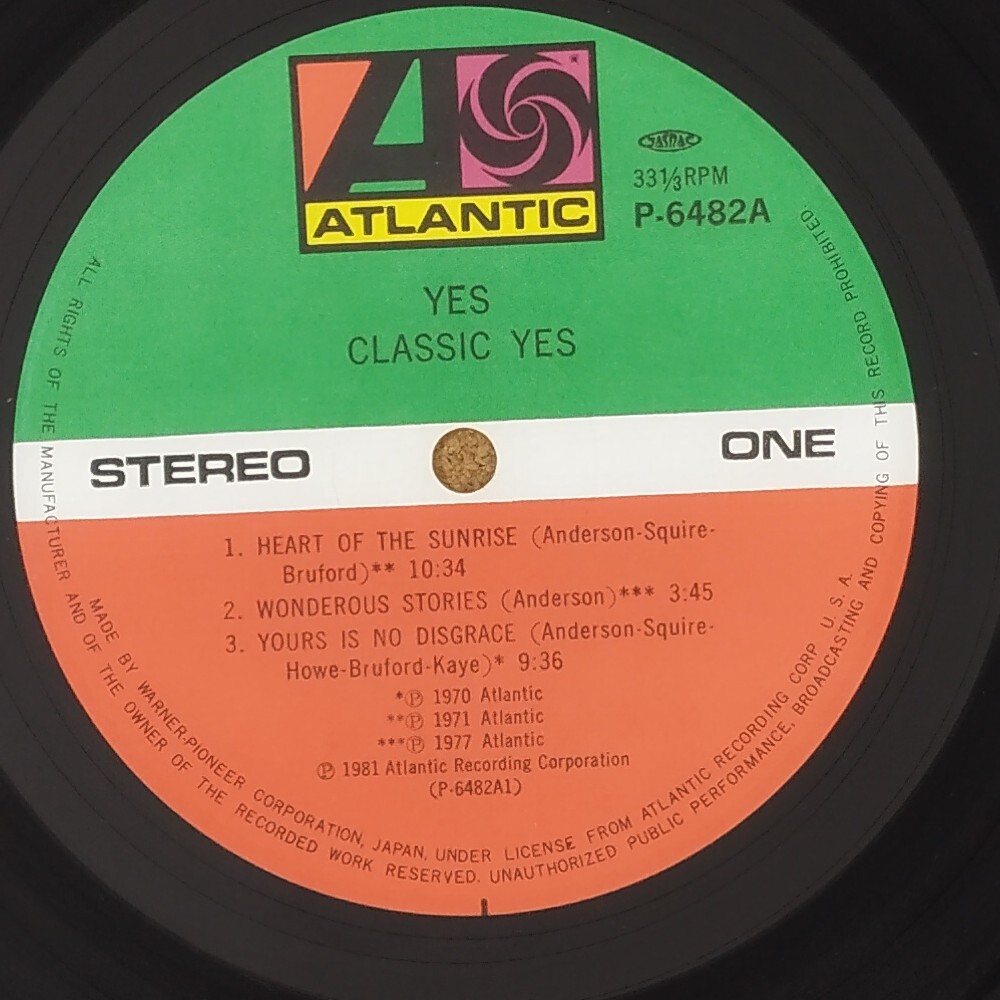 ATLANTIC
JASRAC
33⅓RPM
P-6482A
YES
CLASSIC YES
STEREO
ONE
1. HEART OF THE SUNRISE (Anderson-Squire-
Bruford)** 10:34
2. WONDEROUS STORIES (Anderson)*** 3:45
3. YOURS IS NO DISGRACE (Anderson-Squire-
Howe-Bruford-Kaye)* 9:36
*Ⓟ 1970 Atlantic
**Ⓟ 1971 Atlantic
***Ⓟ 1977 Atlantic
Ⓟ 1981 Atlantic Recording Corporation
(P-6482A1)
MADE BY WARNER-PIONEER CORPORATION, JAPAN, UNDER LICENSE FROM ATLANTIC RECORDING CORP. U. S. A.
ALL RIGHTS OF THE MANUFACTURER AND OF THE OWNER OF THE RECORDED WORK RESERVED. UNAUTHORIZED PUBLIC PERFORMANCE, BROADCASTING AND COPYING OF THIS RECORD PROHIBITED.